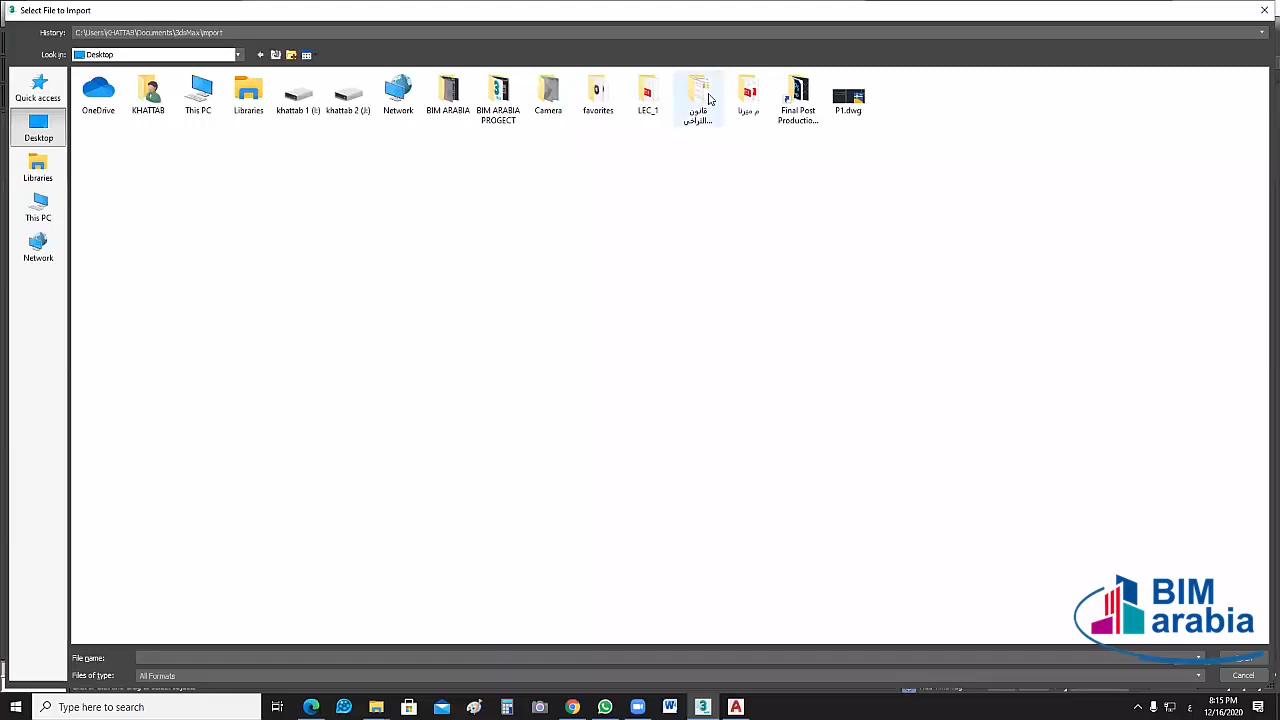 Select File to Import
History:
C:\Users\KHATTAB\Documents\3dsMax\import
Look in:
Desktop
Quick access
Desktop
Libraries
This PC
Network
OneDrive
KHATTAB
This PC
Libraries
khattab 1 (I:)
khattab 2 (J:)
Network
BIM ARABIA
BIM ARABIA
PROGECT
Camera
favorites
LEC_1
قانون
التراخي...
م ميرنا
Final Post
Productio...
P1.dwg
BIM
arabia
File name:
Files of type:
All Formats
Cancel
Type here to search
8:15 PM
12/16/2020